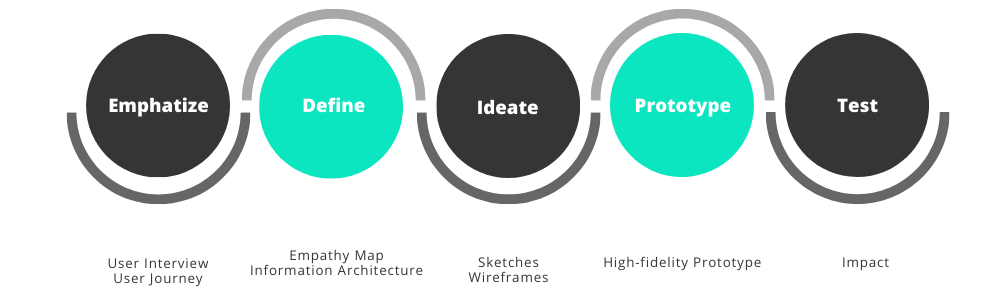 Emphatize
Define
Ideate
Prototype
Test
User Interview
User Journey
Empathy Map
Information Architecture
Sketches
Wireframes
High-fidelity Prototype
Impact